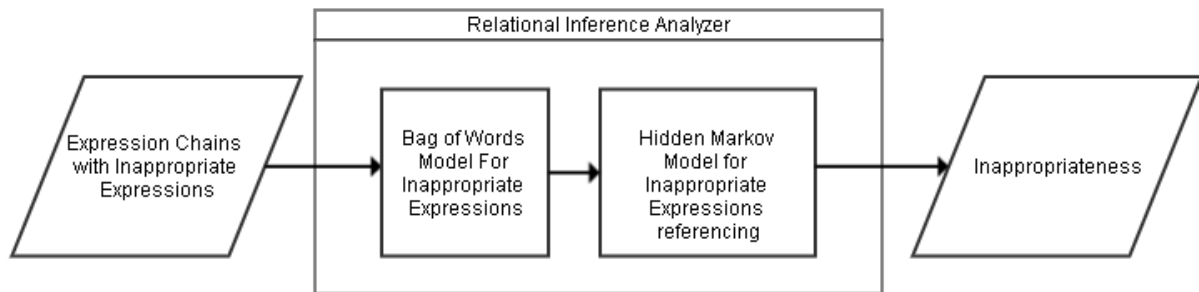 Relational Inference Analyzer
Expression Chains
with Inappropriate
Expressions
Bag of Words
Model For
Inappropriate
Expressions
Hidden Markov
Model for
Inappropriate
Expressions
referencing
Inappropriateness